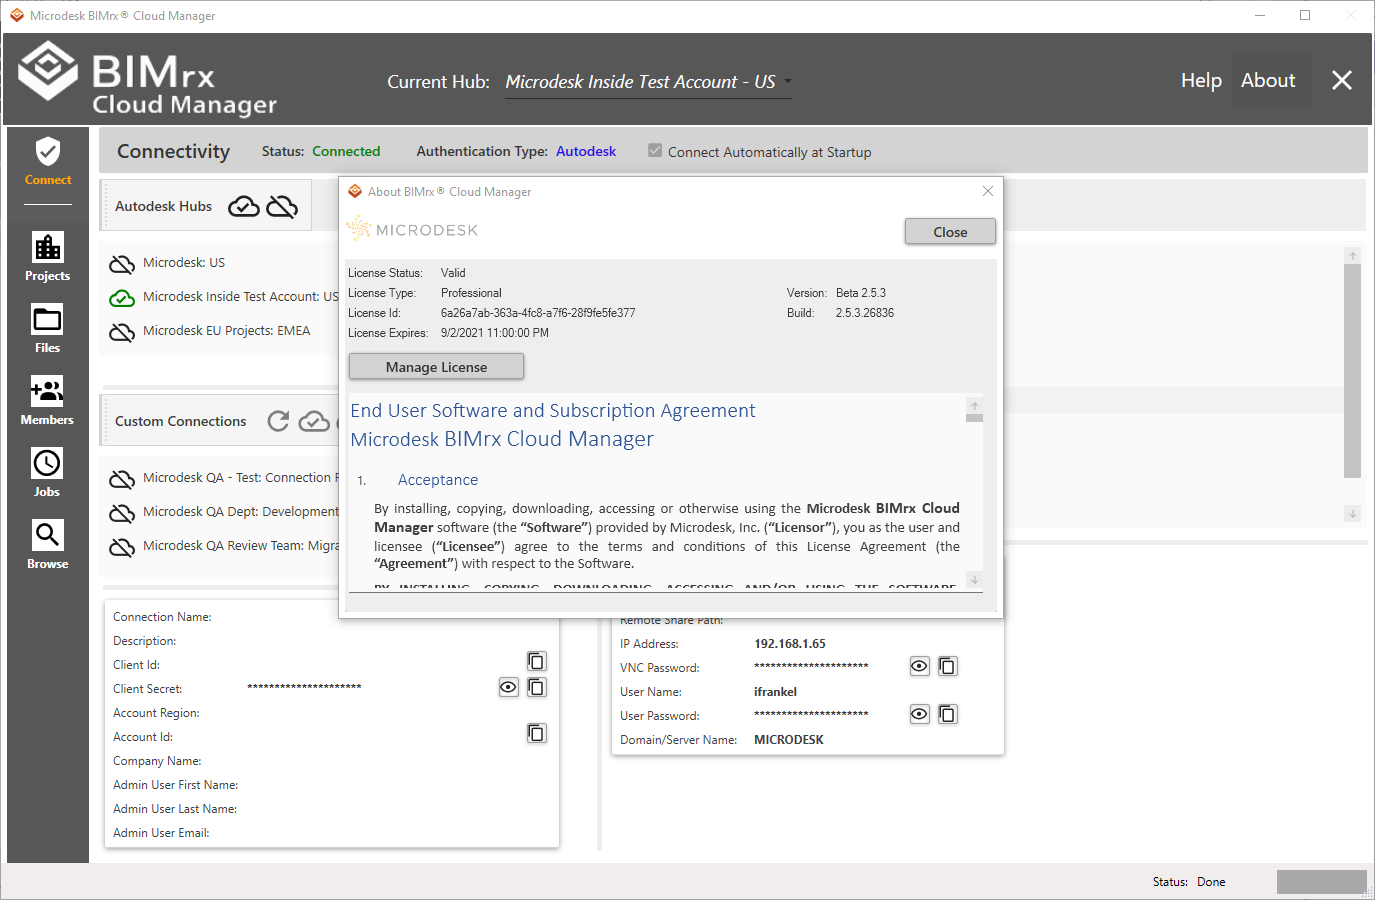 Microdesk BIMrx® Cloud Manager
BIMrx
Cloud Manager
Current Hub: Microdesk Inside Test Account - US
Help About
Connect
Projects
Files
Members
Jobs
Browse
Connectivity Status: Connected Authentication Type: Autodesk Connect Automatically at Startup
Autodesk Hubs
Microdesk: US
Microdesk Inside Test Account: US
Microdesk EU Projects: EMEA
Custom Connections
Microdesk QA - Test: Connection
Microdesk QA Dept: Development
Microdesk QA Review Team: Migra
About BIMrx® Cloud Manager
MICRODESK
Close
License Status: Valid
License Type: Professional
License Id: 6a26a7ab-363a-4fc8-a7f6-28f9fe5fe377
License Expires: 9/2/2021 11:00:00 PM
Version: Beta 2.5.3
Build: 2.5.3.26836
Manage License
End User Software and Subscription Agreement
Microdesk BIMrx Cloud Manager
1. Acceptance
By installing, copying, downloading, accessing or otherwise using the Microdesk BIMrx Cloud
Manager software (the “Software”) provided by Microdesk, Inc. (“Licensor”), you as the user and
licensee (“Licensee”) agree to the terms and conditions of this License Agreement (the
“Agreement”) with respect to the Software.
BY INSTALLING, COPYING, DOWNLOADING, ACCESSING AND/OR USING THE SOFTWARE,
Connection Name:
Description:
Client Id:
Client Secret: *********************
Account Region:
Account Id:
Company Name:
Admin User First Name:
Admin User Last Name:
Admin User Email:
Remote Share Path:
IP Address: 192.168.1.65
VNC Password: *********************
User Name: ifrankel
User Password: *********************
Domain/Server Name: MICRODESK
Status: Done